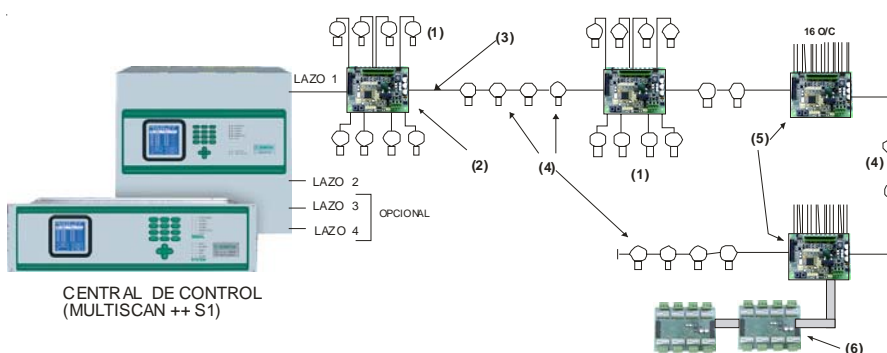 (1)
(3)
16 O/C
LAZO 1
(2)
(4)
(1)
(5)
(4)
LAZO 2
LAZO 3
OPCIONAL
LAZO 4
CENTRAL DE CONTROL
(MULTISCAN ++ S1)
(6)